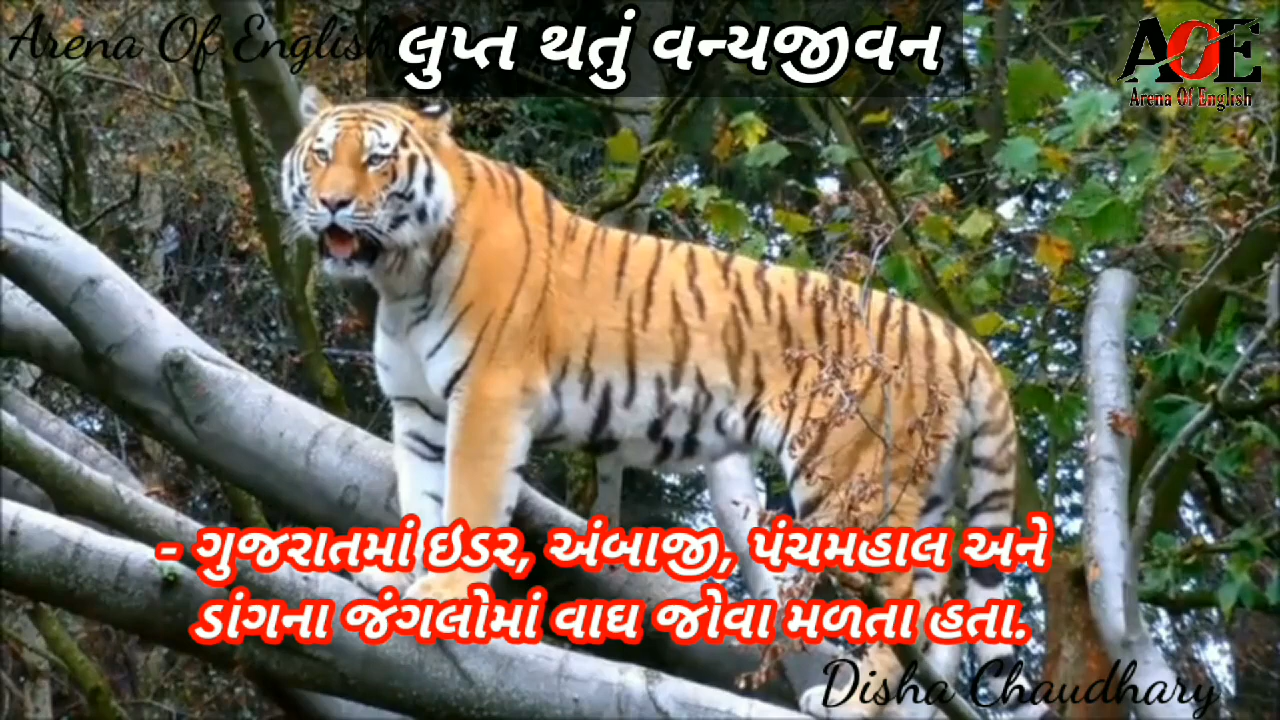 Arena Of English
લુપ્ત થતું વન્યજીવન
AOE
Arena Of English
- ગુજરાતમાં ઇડર, અંબાજી, પંચમહાલ અને
ડાંગના જંગલોમાં વાઘ જોવા મળતા હતા.
Disha Chaudhary